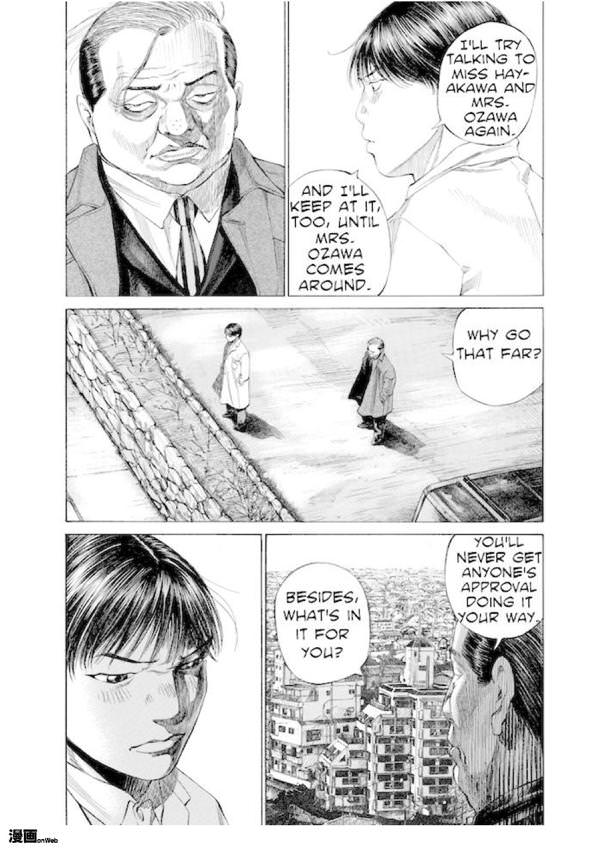 I'LL TRY
TALKING TO
MISS HAY-
AKAWA AND
MRS.
OZAWA
AGAIN.
AND I'LL
KEEP AT IT,
TOO, UNTIL
MRS.
OZAWA
COMES
AROUND.
WHY GO
THAT FAR?
YOU'LL
NEVER GET
ANYONE'S
APPROVAL
DOING IT
YOUR WAY.
BESIDES,
WHAT'S IN
IT FOR
YOU?
漫画onWeb